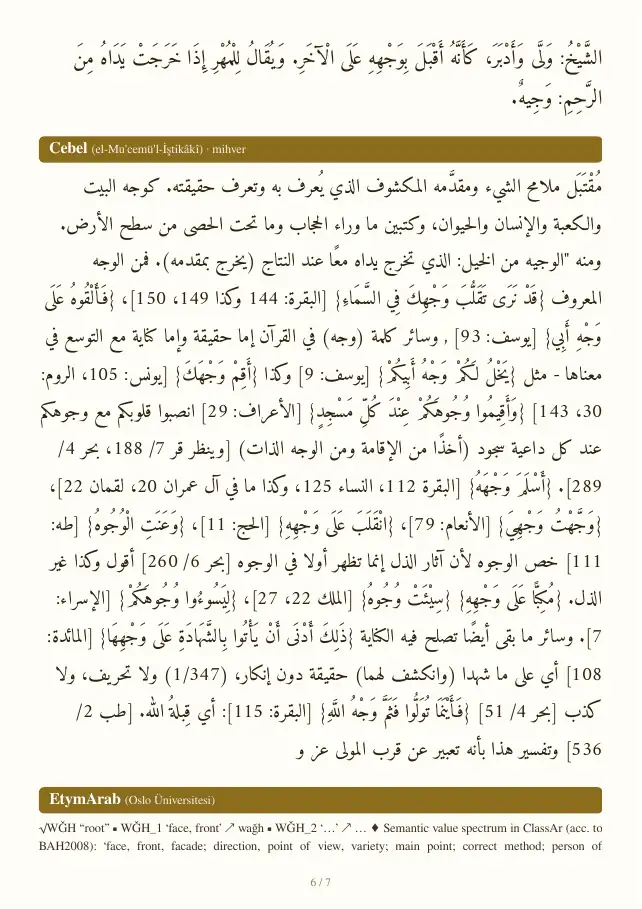 الشَّيْخُ: وَلَّى وَأَدْبَرَ، كَأَنَّهُ أَقْبَلَ بِوَجْهِهِ عَلَى الْآخَرِ. وَيُقَالُ لِلْمُهْرِ إِذَا خَرَجَتْ يَدَاهُ مِنَ
الرَّحِمِ: وَجِيهٌ.
Cebel (el-Mu'cemü'l-İştikâkî) · mihver
مُقْتَبَل ملامح الشيء ومقدَّمه المكشوف الذي يُعرف به وتعرف حقيقته. كوجه البيت
والكعبة والإنسان والحيوان، وكتبين ما وراء الحجاب وما تحت الحصى من سطح الأرض.
ومنه "الوجيه من الخيل: الذي تخرج يداه معًا عند النتاج (يخرج بمقدمه). فمن الوجه
المعروف {قَدْ نَرَى تَقَلُّبَ وَجْهِكَ فِي السَّمَاءِ} [البقرة: 144 وكذا 149، 150]، {فَأَلْقُوهُ عَلَى
وَجْهِ أَبِي} [يوسف: 93] , وسائر كلمة (وجه) في القرآن إما حقيقة وإما كناية مع التوسع في
معناها - مثل {يَخْلُ لَكُمْ وَجْهُ أَبِيكُمْ} [يوسف: 9] وكذا {أَقِمْ وَجْهَكَ} [يونس: 105، الروم:
30، 143] {وَأَقِيمُوا وُجُوهَكُمْ عِنْدَ كُلِّ مَسْجِدٍ} [الأعراف: 29] انصبوا قلوبكم مع وجوهكم
عند كل داعية سجود (أخذًا من الإقامة ومن الوجه الذات) [وينظر قر 7/ 188، بحر 4/
289]. {أَسْلَمَ وَجْهَهُ} [البقرة 112، النساء 125، وكذا ما في آل عمران 20، لقمان 22]،
{وَجَّهْتُ وَجْهِيَ} [الأنعام: 79]، {انْقَلَبَ عَلَى وَجْهِهِ} [الحج: 11]، {وَعَنَتِ الْوُجُوهُ} [طه:
111] خص الوجوه لأن آثار الذل إنما تظهر أولا في الوجوه [بحر 6/ 260] أقول وكذا غير
الذل. {مُكِبًّا عَلَى وَجْهِهِ} {سِيئَتْ وُجُوهُ} [الملك 22، 27]، {لِيَسُوءُوا وُجُوهَكُمْ} [الإسراء:
7]. وسائر ما بقى أيضًا تصلح فيه الكناية {ذَلِكَ أَدْنَى أَنْ يَأْتُوا بِالشَّهَادَةِ عَلَى وَجْهِهَا} [المائدة:
108] أي على ما شهدا (وانكشف لهما) حقيقة دون إنكار، (1/347) ولا تحريف، ولا
كذب [بحر 4/ 51] {فَأَيْنَمَا تُوَلُّوا فَثَمَّ وَجْهُ اللَّهِ} [البقرة: 115]: أي قِبلةُ الله. [طب 2/
536] وتفسير هذا بأنه تعبير عن قرب المولى عز و
EtymArab (Oslo Üniversitesi)
√WǦH “root” ▪ WǦH_1 ‘face, front’ ↗ waǧh ▪ WǦH_2 ‘…’ ↗ … ♦ Semantic value spectrum in ClassAr (acc. to
BAH2008): ‘face, front, facade; direction, point of view, variety; main point; correct method; person of
6 / 7